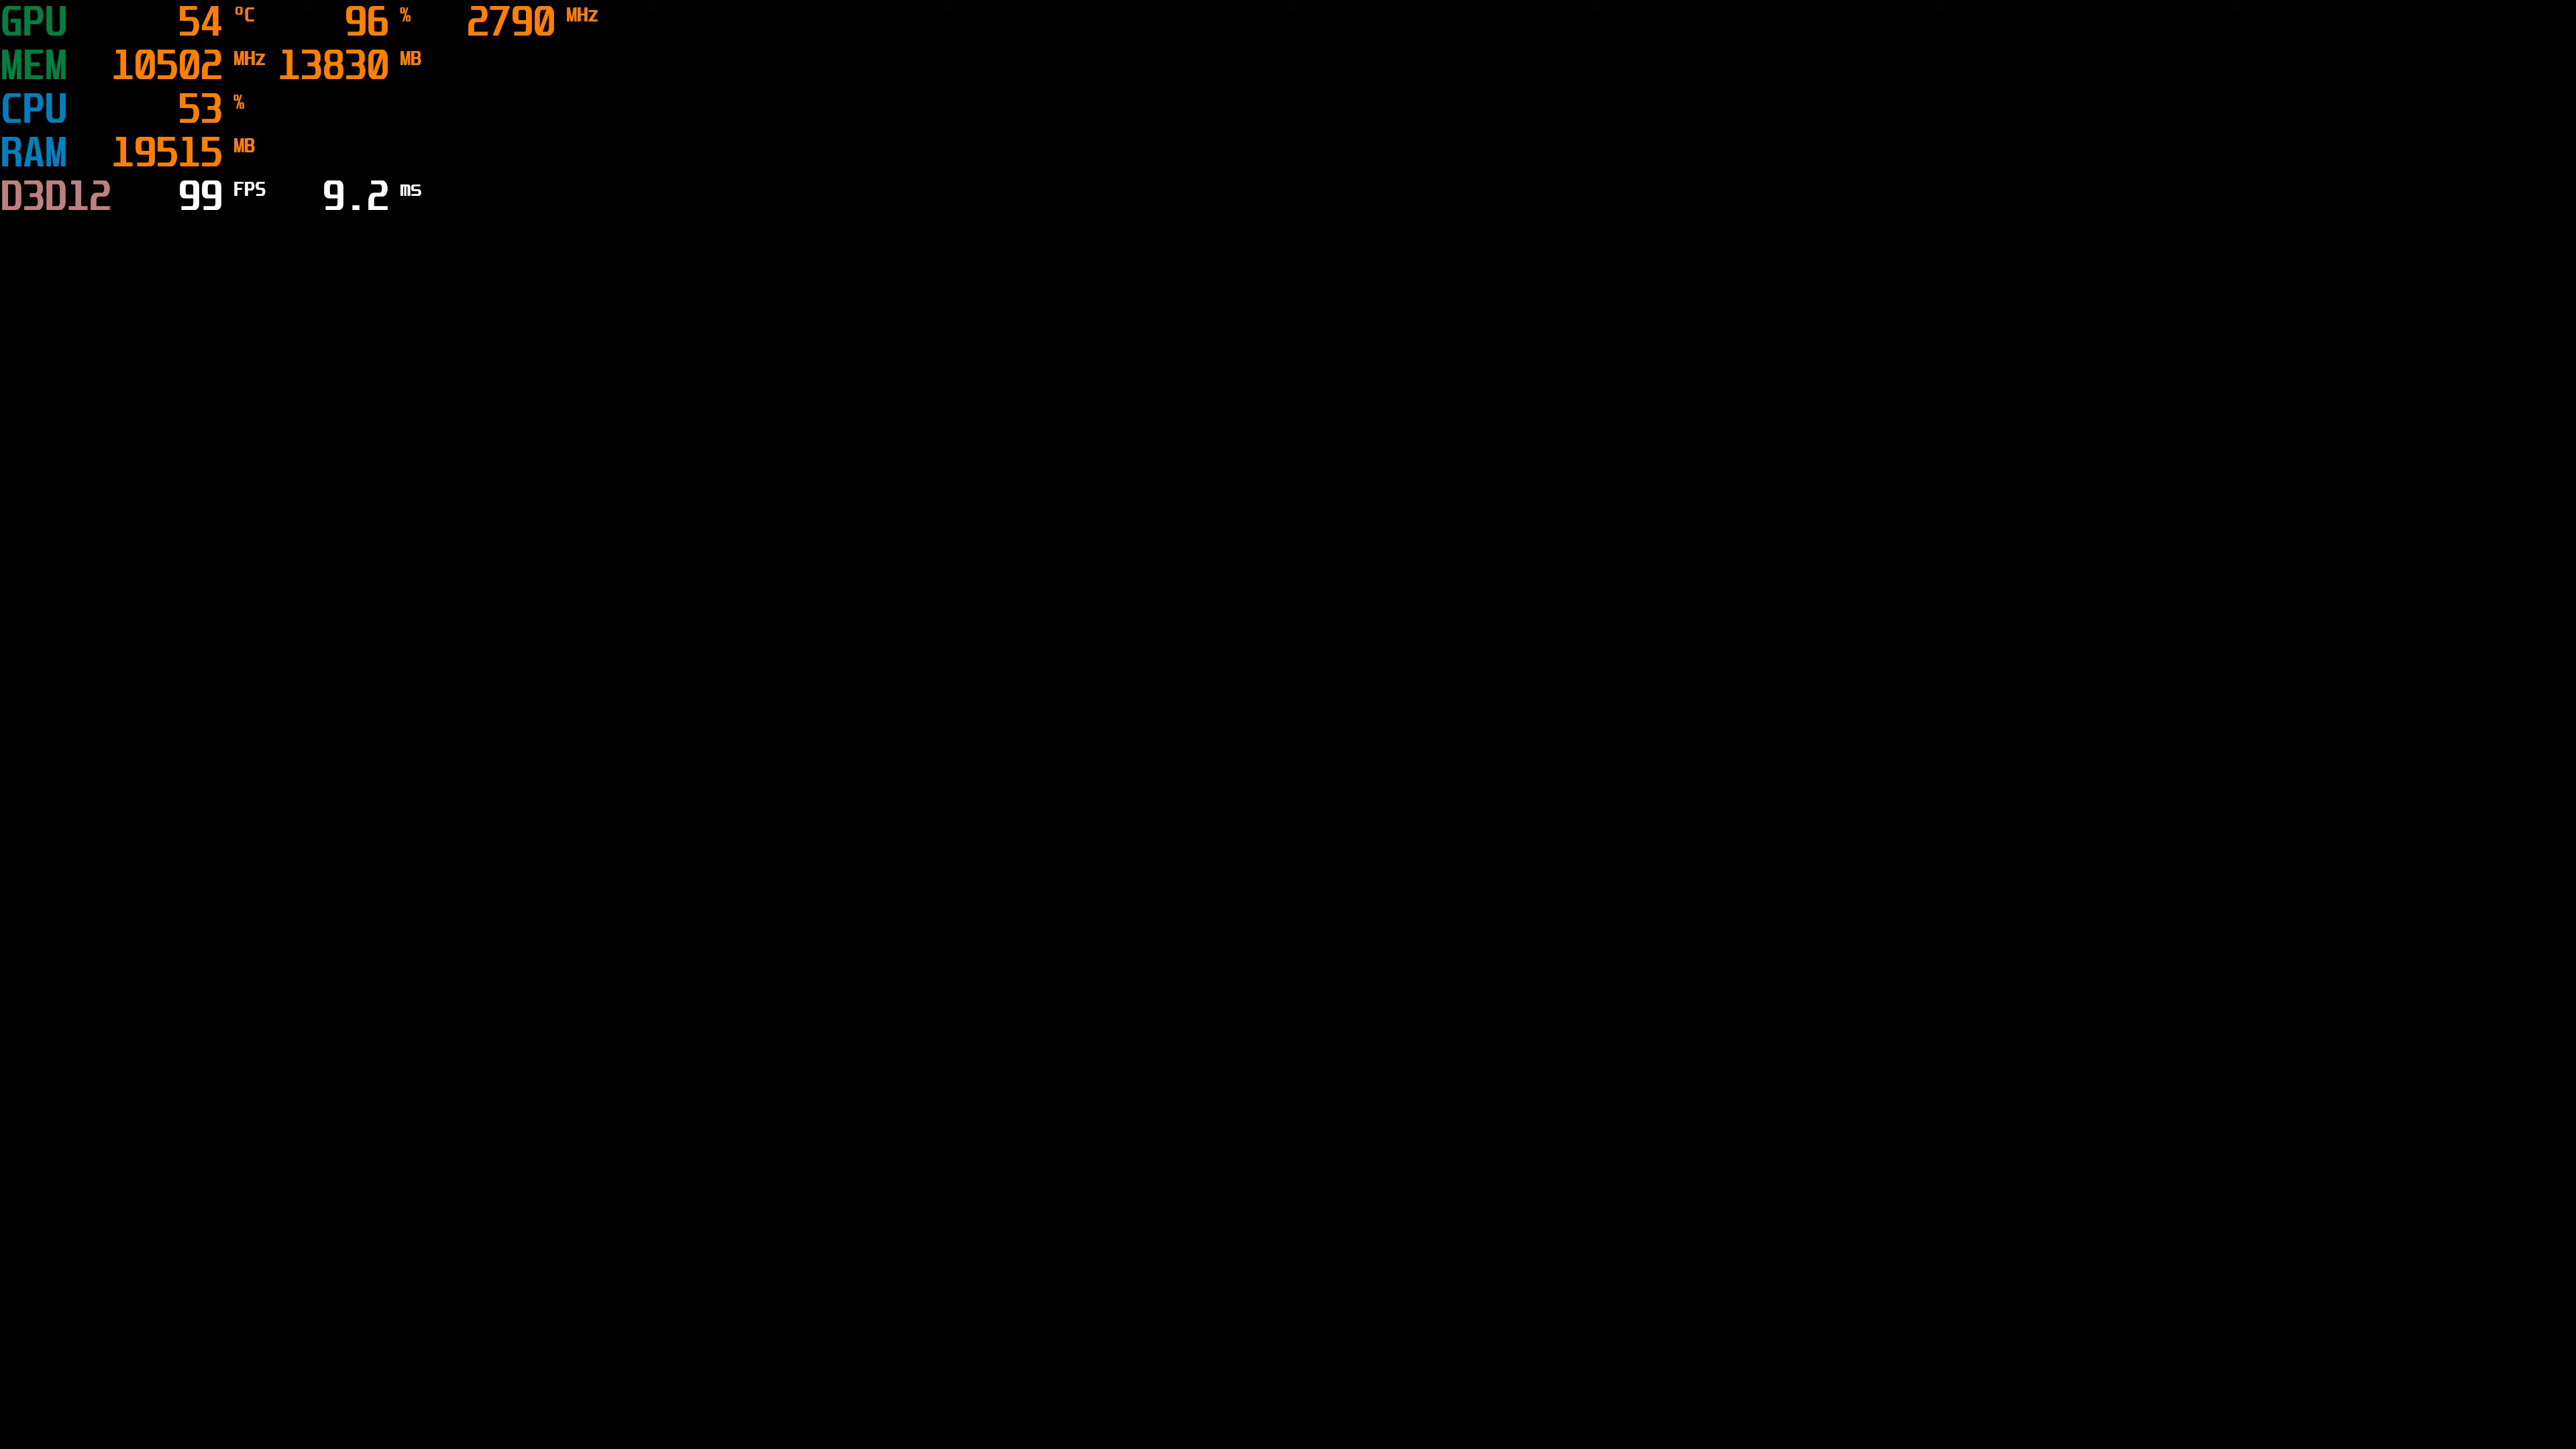 GPU 54 °C 96 % 2790 MHz
MEM 10502 MHz 13830 MB
CPU 53 %
RAM 19515 MB
D3D12 99 FPS 9.2 ms